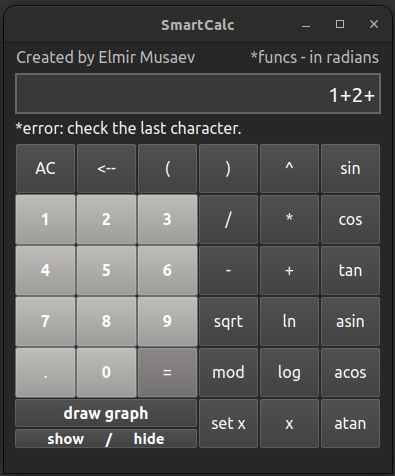 SmartCalc
Created by Elmir Musaev *funcs - in radians
1+2+
*error: check the last character.
AC <-- ( ) ^ sin
1 2 3 / * cos
4 5 6 - + tan
7 8 9 sqrt ln asin
. 0 = mod log acos
draw graph set x x atan
show / hide